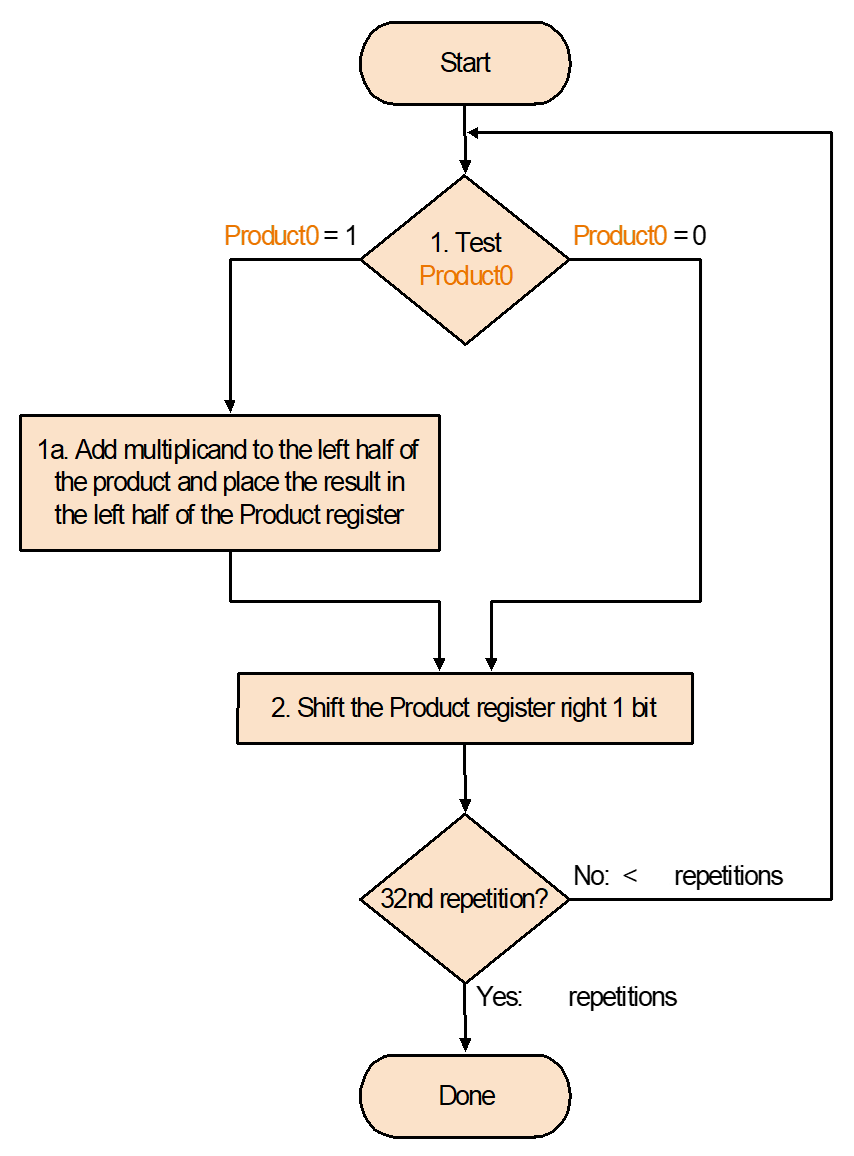 Start
Product0 = 1
1. Test
Product0
Product0 = 0
1a. Add multiplicand to the left half of
the product and place the result in
the left half of the Product register
2. Shift the Product register right 1 bit
32nd repetition?
No: < repetitions
Yes: repetitions
Done